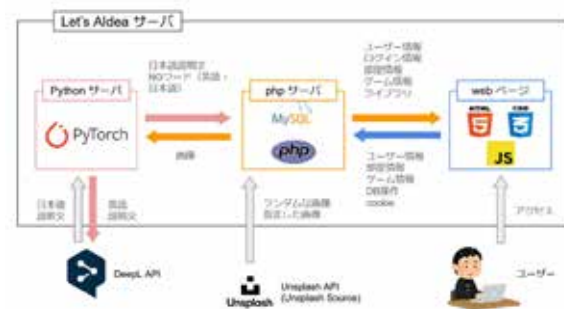 Let's AIdea サーバ
Python サーバ
PyTorch
日本語説明文
NGワード（英語・
日本語）
画像
php サーバ
MySQL
php
ユーザー情報
ログイン情報
部屋情報
ゲーム情報
ライブラリ
ユーザー情報
部屋情報
ゲーム情報
DB操作
cookie
web ページ
HTML
5
CSS
3
JS
日本語
説明文
英語
説明文
ランダムな画像
指定した画像
アクセス
DeepL API
Unsplash
Unsplash API
(Unsplash Source)
ユーザー